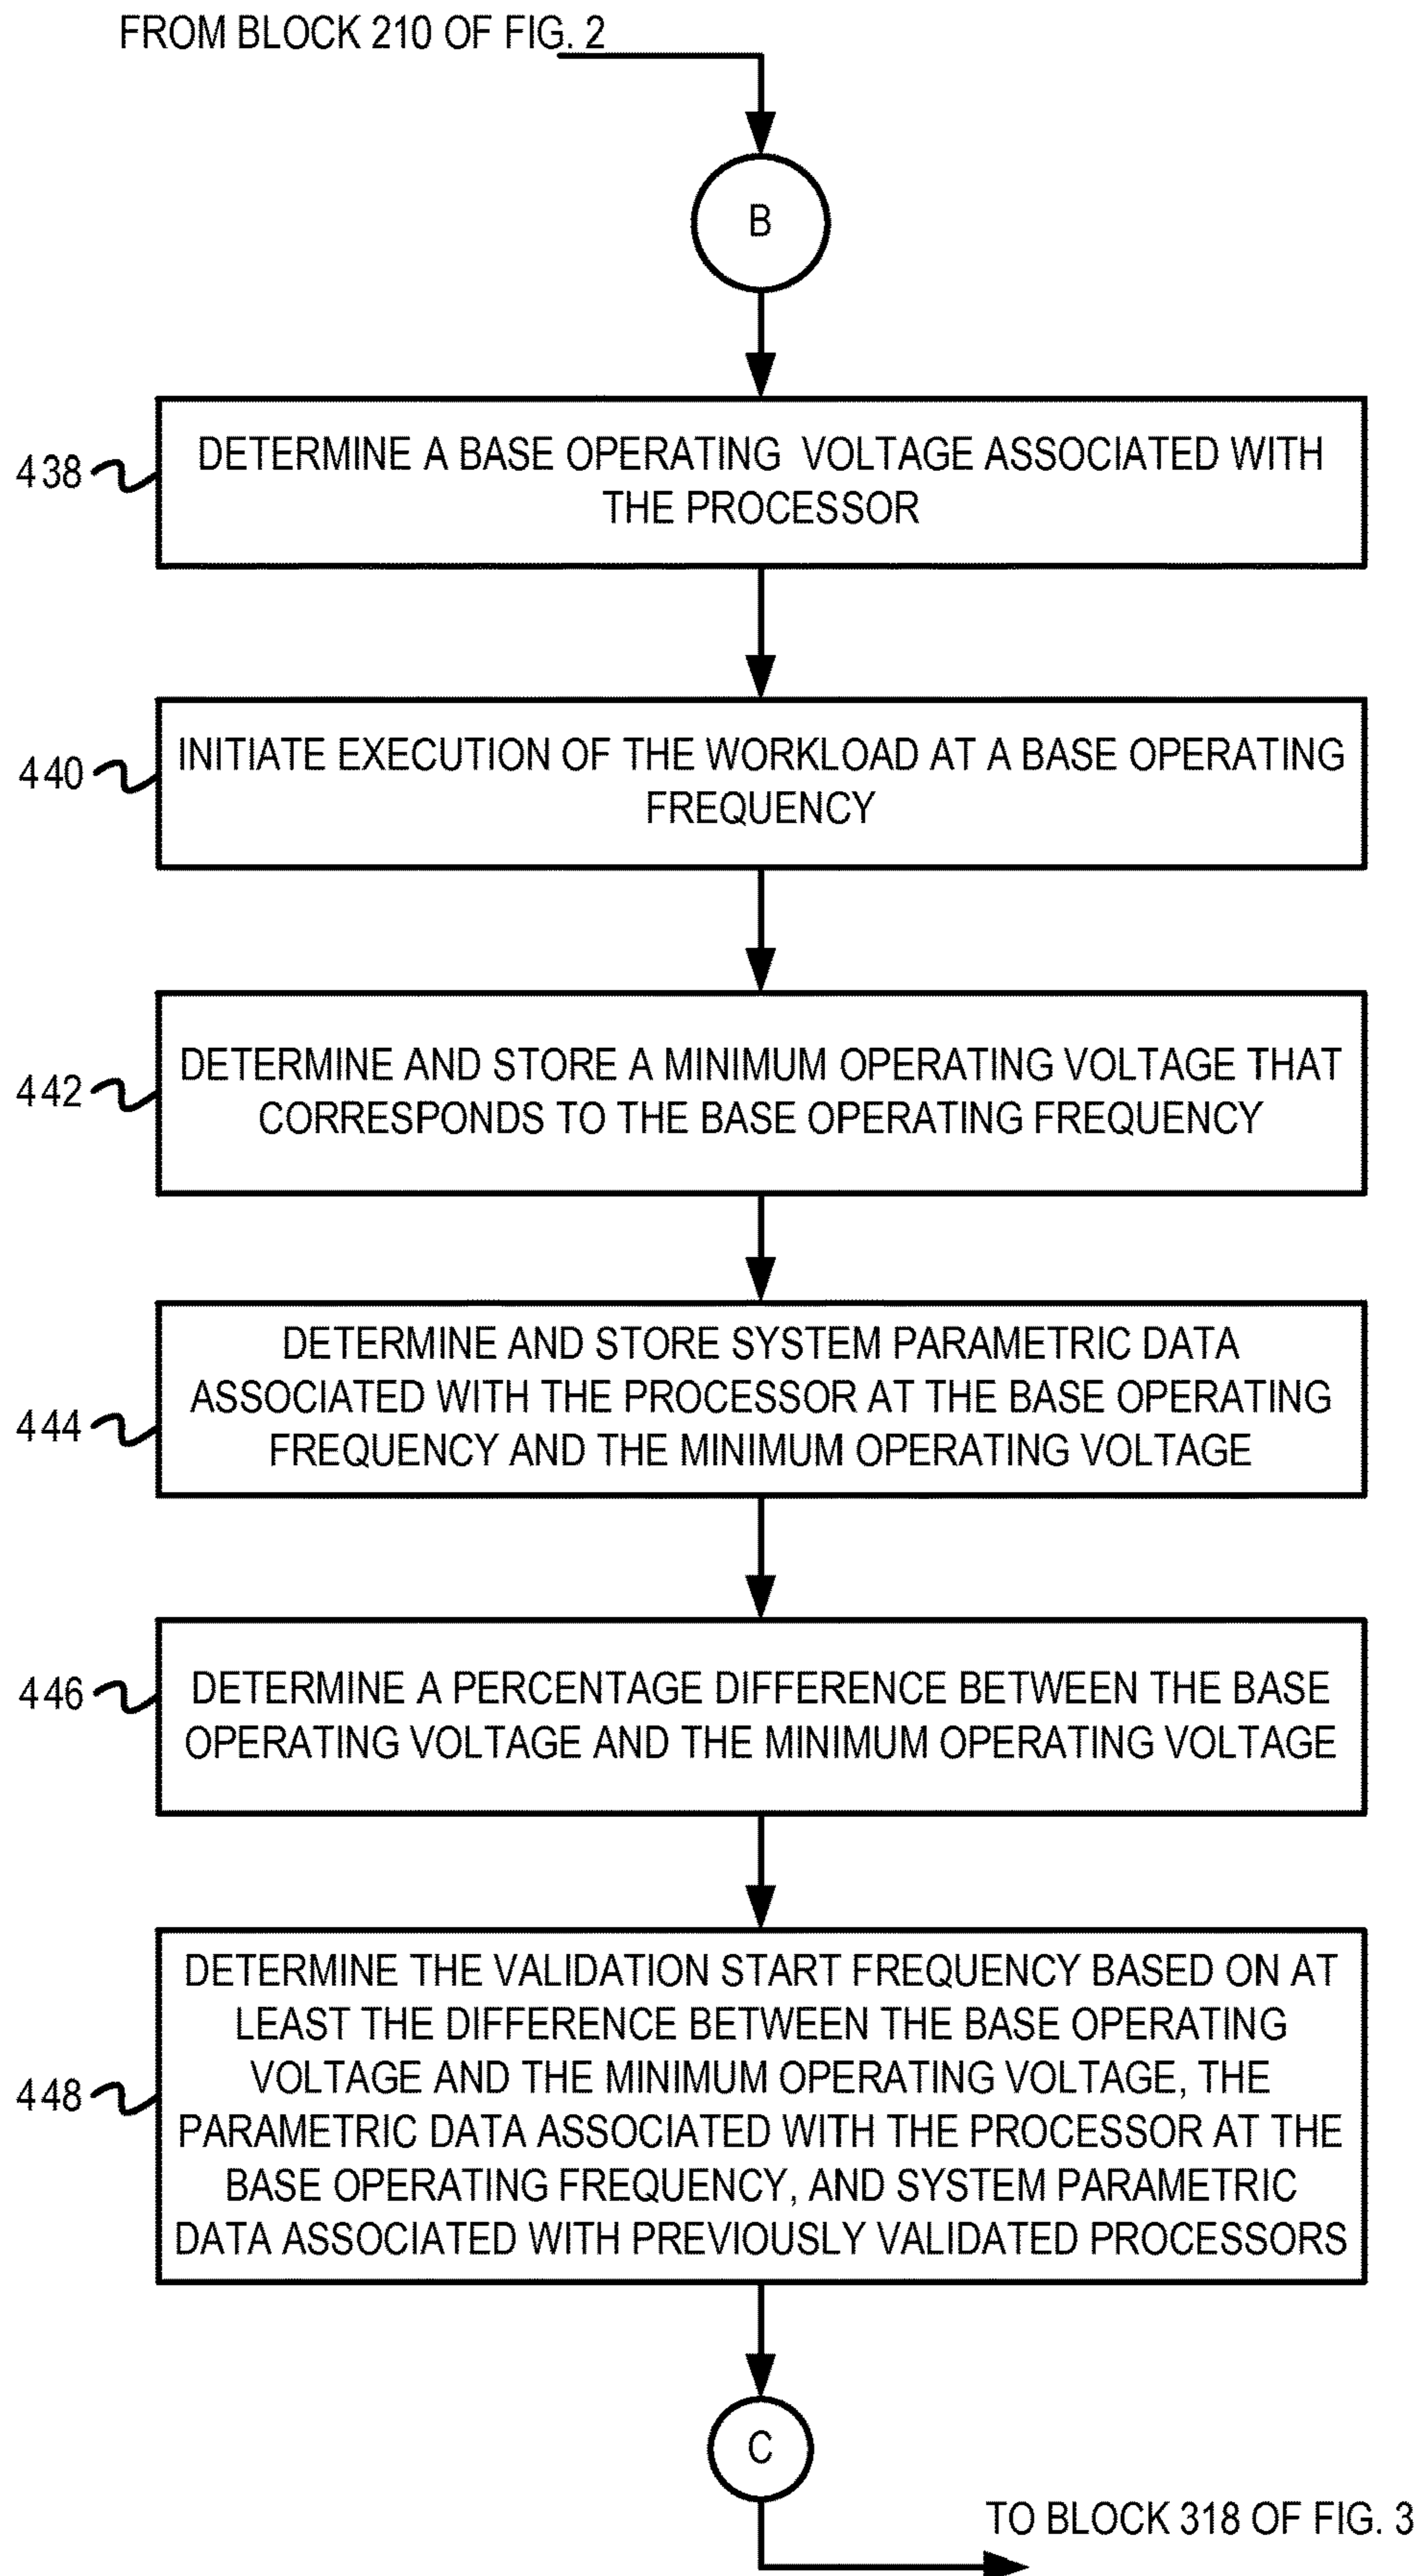 FROM BLOCK 210 OF FIG. 2
B
438
DETERMINE A BASE OPERATING VOLTAGE ASSOCIATED WITH
THE PROCESSOR
440
INITIATE EXECUTION OF THE WORKLOAD AT A BASE OPERATING
FREQUENCY
442
DETERMINE AND STORE A MINIMUM OPERATING VOLTAGE THAT
CORRESPONDS TO THE BASE OPERATING FREQUENCY
444
DETERMINE AND STORE SYSTEM PARAMETRIC DATA
ASSOCIATED WITH THE PROCESSOR AT THE BASE OPERATING
FREQUENCY AND THE MINIMUM OPERATING VOLTAGE
446
DETERMINE A PERCENTAGE DIFFERENCE BETWEEN THE BASE
OPERATING VOLTAGE AND THE MINIMUM OPERATING VOLTAGE
448
DETERMINE THE VALIDATION START FREQUENCY BASED ON AT
LEAST THE DIFFERENCE BETWEEN THE BASE OPERATING
VOLTAGE AND THE MINIMUM OPERATING VOLTAGE, THE
PARAMETRIC DATA ASSOCIATED WITH THE PROCESSOR AT THE
BASE OPERATING FREQUENCY, AND SYSTEM PARAMETRIC
DATA ASSOCIATED WITH PREVIOUSLY VALIDATED PROCESSORS
C
TO BLOCK 318 OF FIG. 3